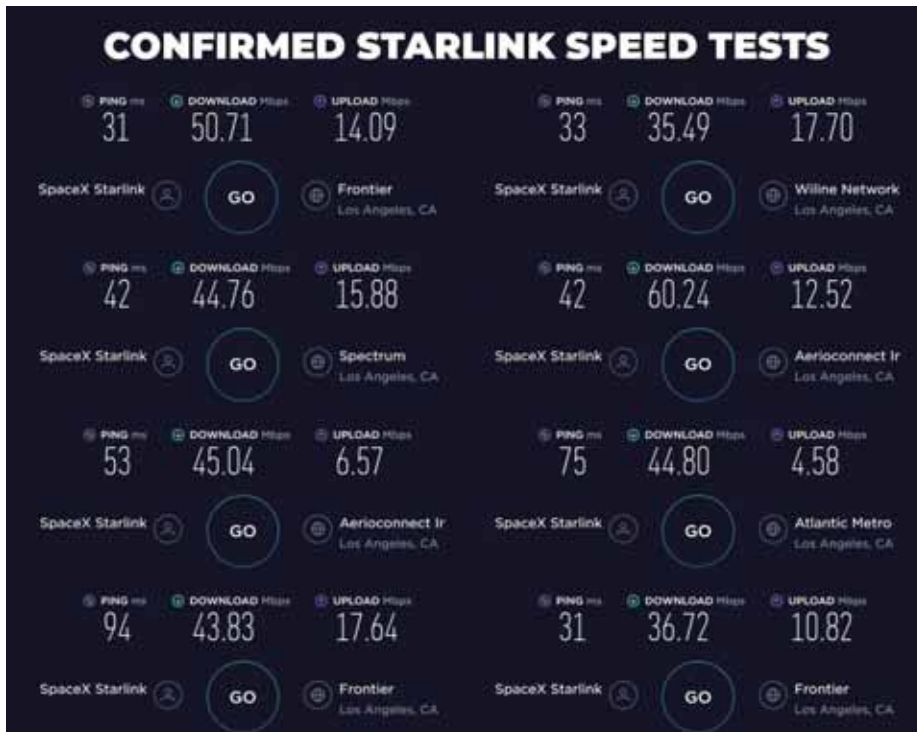 CONFIRMED STARLINK SPEED TESTS
PING ms DOWNLOAD Mbps UPLOAD Mbps
31 50.71 14.09
SpaceX Starlink GO Frontier
Los Angeles, CA
PING ms DOWNLOAD Mbps UPLOAD Mbps
33 35.49 17.70
SpaceX Starlink GO Wiline Network
Los Angeles, CA
PING ms DOWNLOAD Mbps UPLOAD Mbps
42 44.76 15.88
SpaceX Starlink GO Spectrum
Los Angeles, CA
PING ms DOWNLOAD Mbps UPLOAD Mbps
42 60.24 12.52
SpaceX Starlink GO Aerioconnect Ir
Los Angeles, CA
PING ms DOWNLOAD Mbps UPLOAD Mbps
53 45.04 6.57
SpaceX Starlink GO Aerioconnect Ir
Los Angeles, CA
PING ms DOWNLOAD Mbps UPLOAD Mbps
75 44.80 4.58
SpaceX Starlink GO Atlantic Metro
Los Angeles, CA
PING ms DOWNLOAD Mbps UPLOAD Mbps
94 43.83 17.64
SpaceX Starlink GO Frontier
Los Angeles, CA
PING ms DOWNLOAD Mbps UPLOAD Mbps
31 36.72 10.82
SpaceX Starlink GO Frontier
Los Angeles, CA